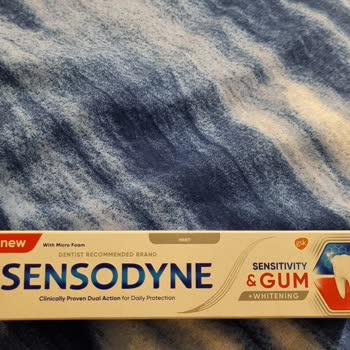 new
With Micro Foam
MINT
DENTIST RECOMMENDED BRAND
SENSODYNE
Clinically Proven Dual Action for Daily Protection
gsk
SENSITIVITY
& GUM
+WHITENING